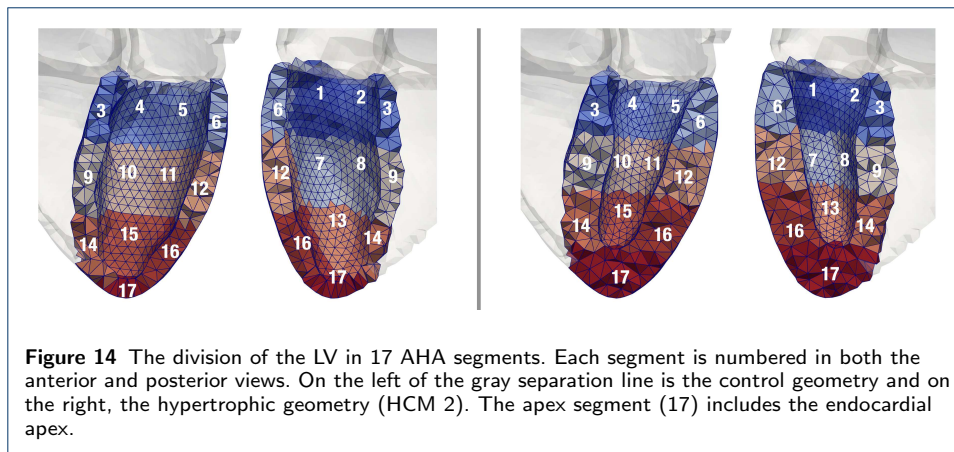 1 2
4 5
3 6 6 3
10 11 7 8
9 12 12 9
15 13
14 16 16 14
17 17
1 2
3 4 5 6 6 3
9 10 11 12 12 7 8 9
15 13
14 16 16 14
17 17
Figure 14 The division of the LV in 17 AHA segments. Each segment is numbered in both the
anterior and posterior views. On the left of the gray separation line is the control geometry and on
the right, the hypertrophic geometry (HCM 2). The apex segment (17) includes the endocardial
apex.